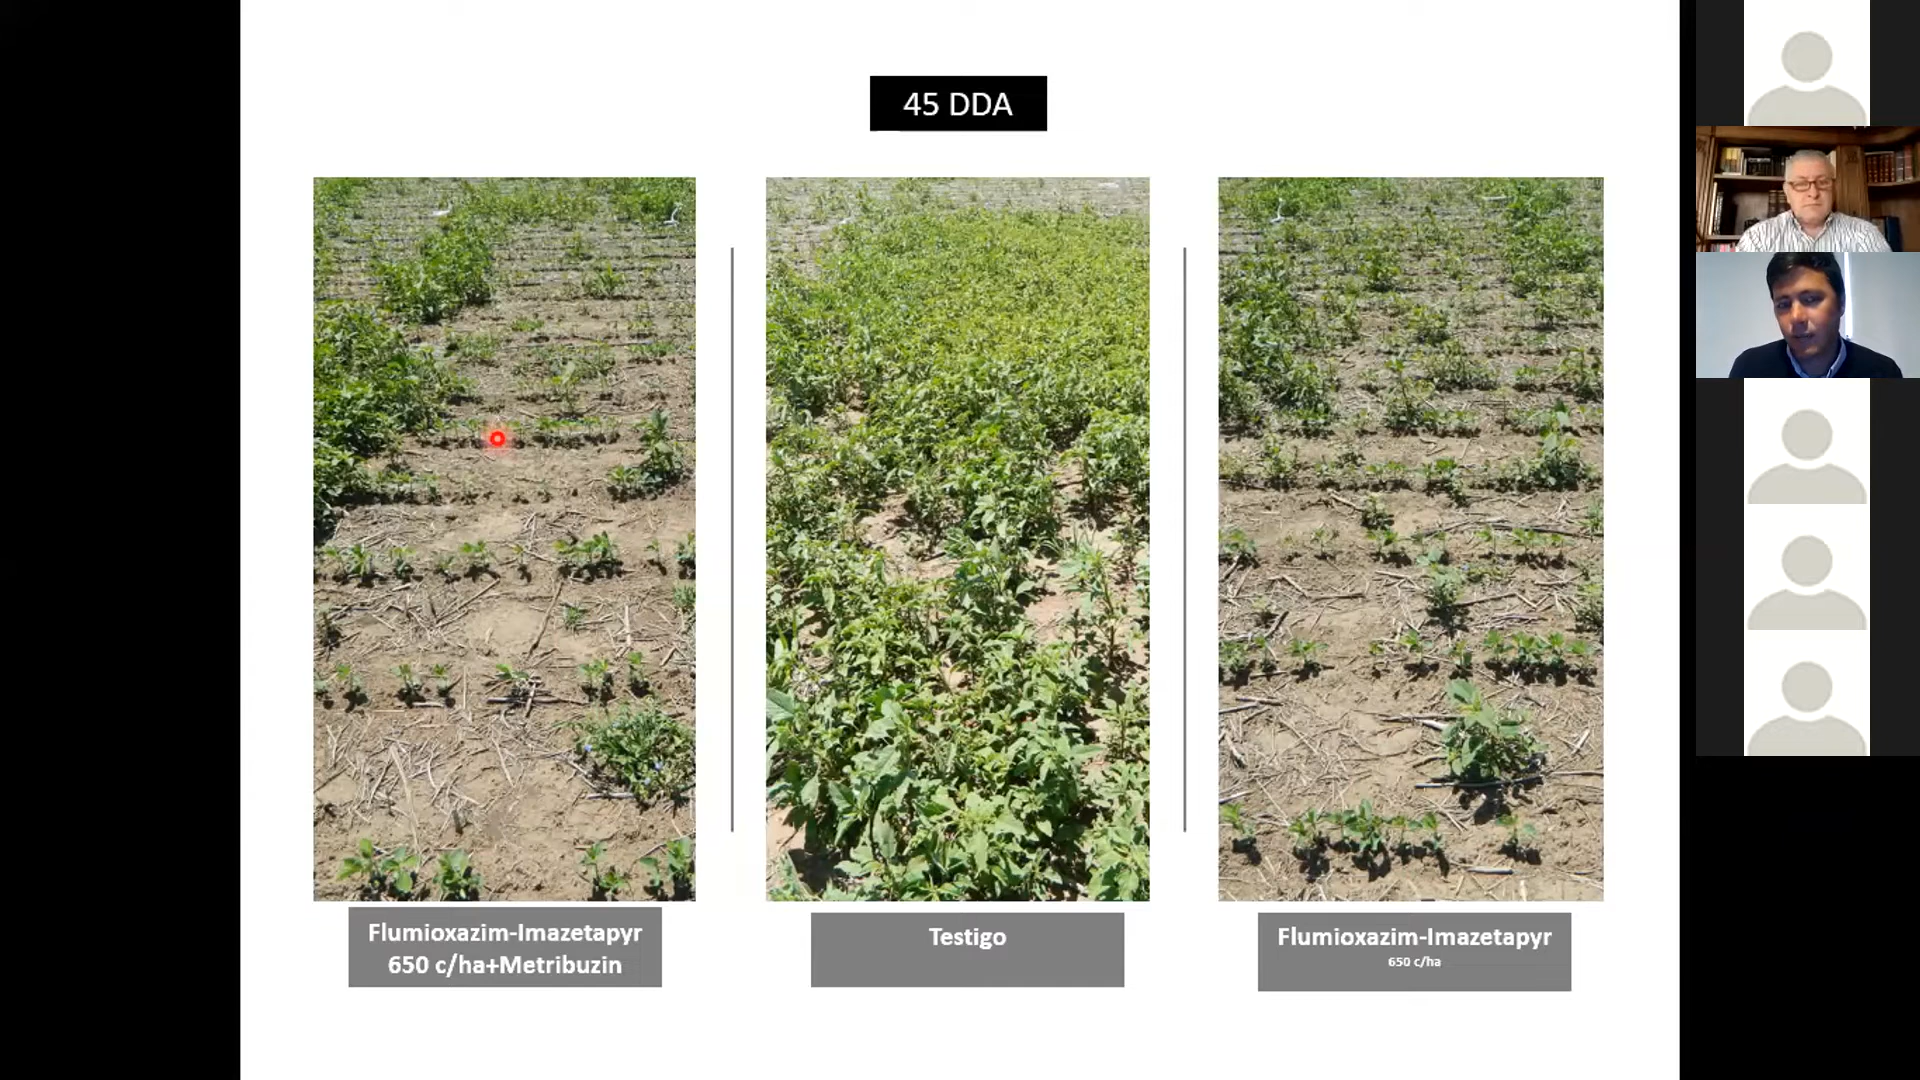 45 DDA
Flumioxazim-Imazetapyr
650 c/ha+Metribuzin
Testigo
Flumioxazim-Imazetapyr
650 c/ha